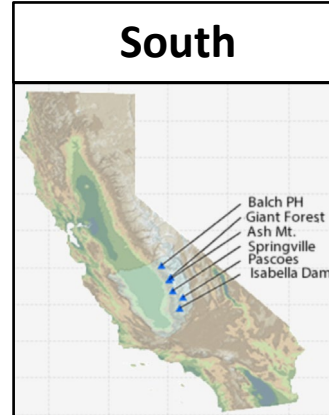 South
Balch PH
Giant Forest
Ash Mt.
Springville
Pascoes
Isabella Dam